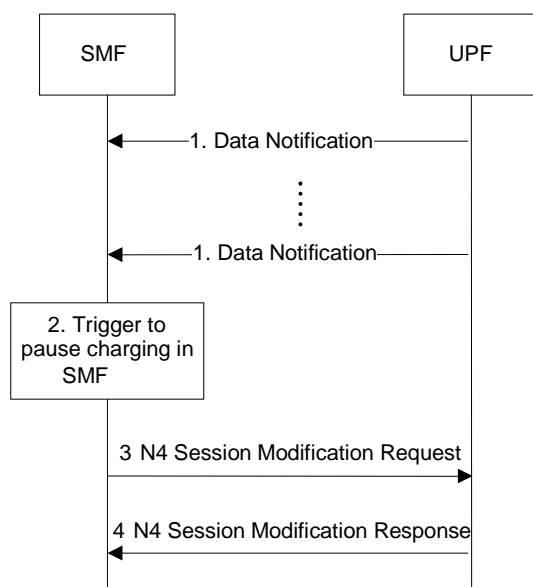 SMF
UPF
1. Data Notification
1. Data Notification
2. Trigger to
pause charging in
SMF
3 N4 Session Modification Request
4 N4 Session Modification Response